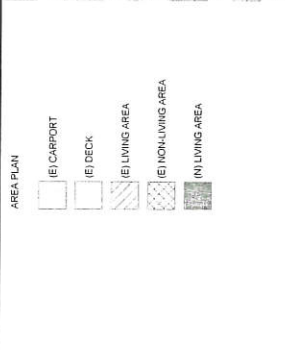 AREA PLAN
(E) CARPORT
(E) DECK
(E) LIVING AREA
(E) NON-LIVING AREA
(N) LIVING AREA